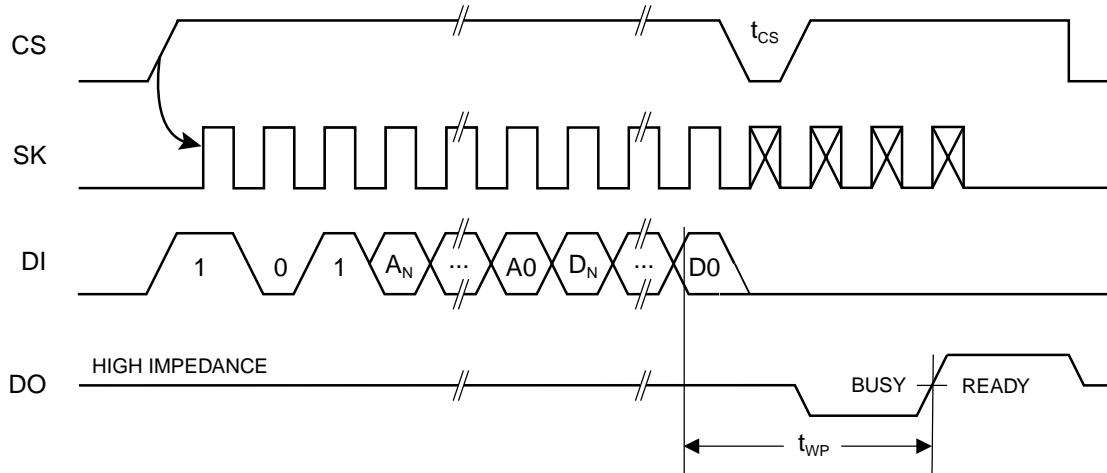 CS t_CS
SK
DI 1 0 1 A_N ... A0 D_N ... D0
HIGH IMPEDANCE
DO BUSY READY
t_WP